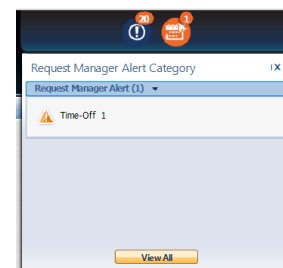 20 1
Request Manager Alert Category
X
Request Manager Alert (1)
Time-Off 1
View All